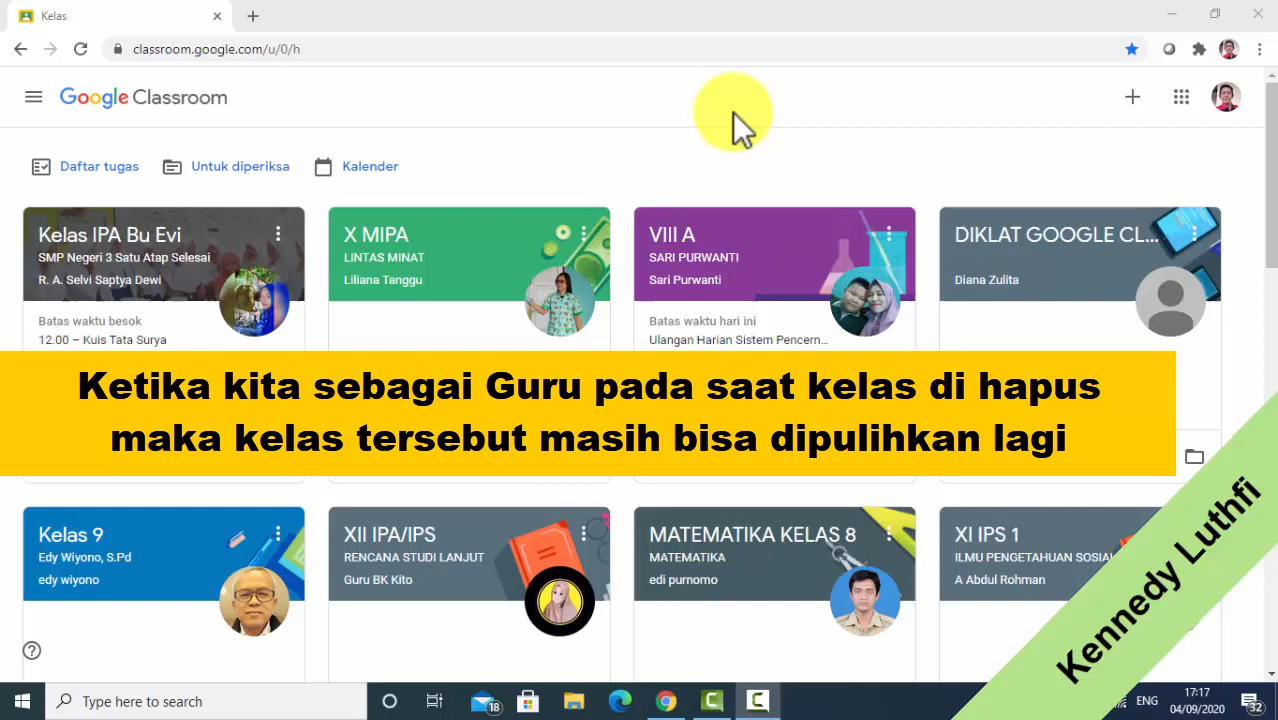 Kelas
classroom.google.com/u/0/h
Google Classroom
Daftar tugas
Untuk diperiksa
Kalender
Kelas IPA Bu Evi
SMP Negeri 3 Satu Atap Selesai
R. A. Selvi Saptya Dewi
Batas waktu besok
12.00 – Kuis Tata Surya
X MIPA
LINTAS MINAT
Liliana Tanggu
VIII A
SARI PURWANTI
Sari Purwanti
Batas waktu hari ini
Ulangan Harian Sistem Pencern...
DIKLAT GOOGLE CL...
Diana Zulita
Ketika kita sebagai Guru pada saat kelas di hapus
maka kelas tersebut masih bisa dipulihkan lagi
Kelas 9
Edy Wiyono, S.Pd
edy wiyono
XII IPA/IPS
RENCANA STUDI LANJUT
Guru BK Kito
MATEMATIKA KELAS 8
MATEMATIKA
edi purnomo
XI IPS 1
ILMU PENGETAHUAN SOSIAL
A Abdul Rohman
Kennedy Luthfi
Type here to search
18
ENG
17:17
04/09/2020
32